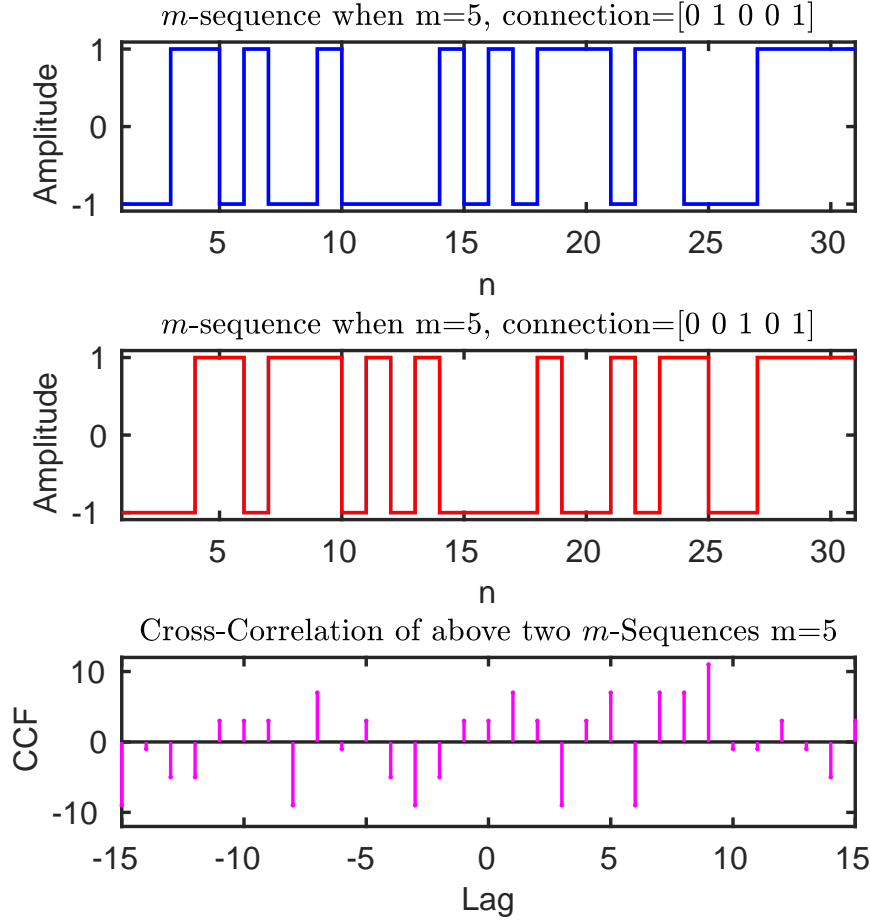 m-sequence when m=5, connection=[0 1 0 0 1]
1
0
-1
Amplitude
5 10 15 20 25 30
n
m-sequence when m=5, connection=[0 0 1 0 1]
1
0
-1
Amplitude
5 10 15 20 25 30
n
Cross-Correlation of above two m-Sequences m=5
10
0
-10
CCF
-15 -10 -5 0 5 10 15
Lag